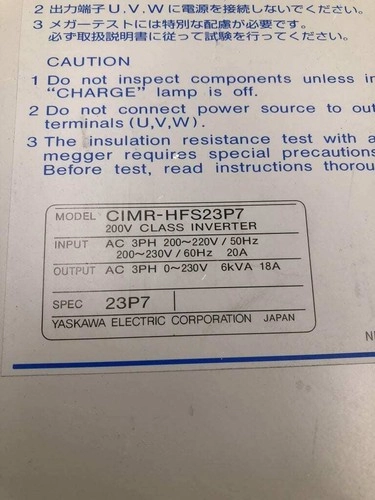 2 出力端子U.V.Wに電源を接続しないでください。
3 メガーテストには特別な配慮が必要です。
必ず取扱説明書に従って試験を行ってください。
CAUTION
1 Do not inspect components unless in
“CHARGE” lamp is off.
2 Do not connect power source to out
terminals (U,V,W).
3 The insulation resistance test with a
megger requires special precautions
Before test, read instructions thorou
MODEL CIMR-HFS23P7
200V CLASS INVERTER
INPUT AC 3PH 200~220V / 50Hz
200~230V / 60Hz 20A
OUTPUT AC 3PH 0~230V 6kVA 18A
SPEC 23P7
YASKAWA ELECTRIC CORPORATION JAPAN